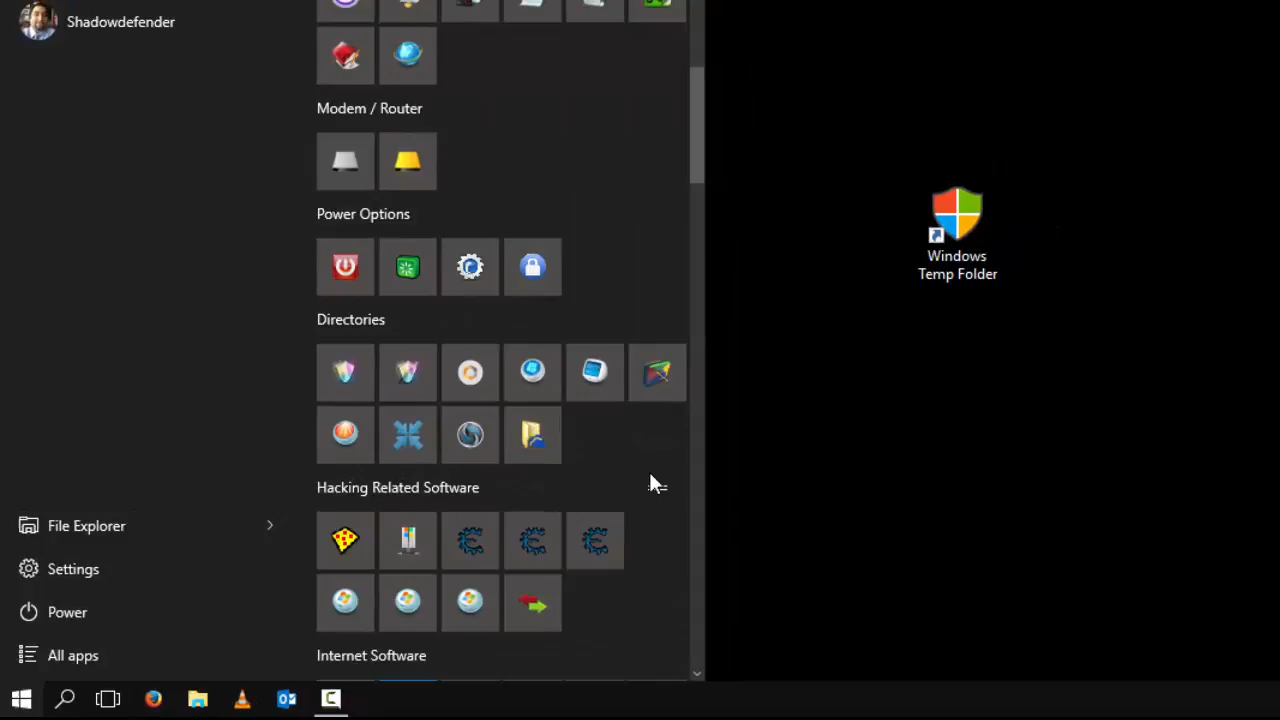 Shadowdefender
Modem / Router
Power Options
Windows
Temp Folder
Directories
Hacking Related Software
File Explorer
Settings
Power
All apps
Internet Software